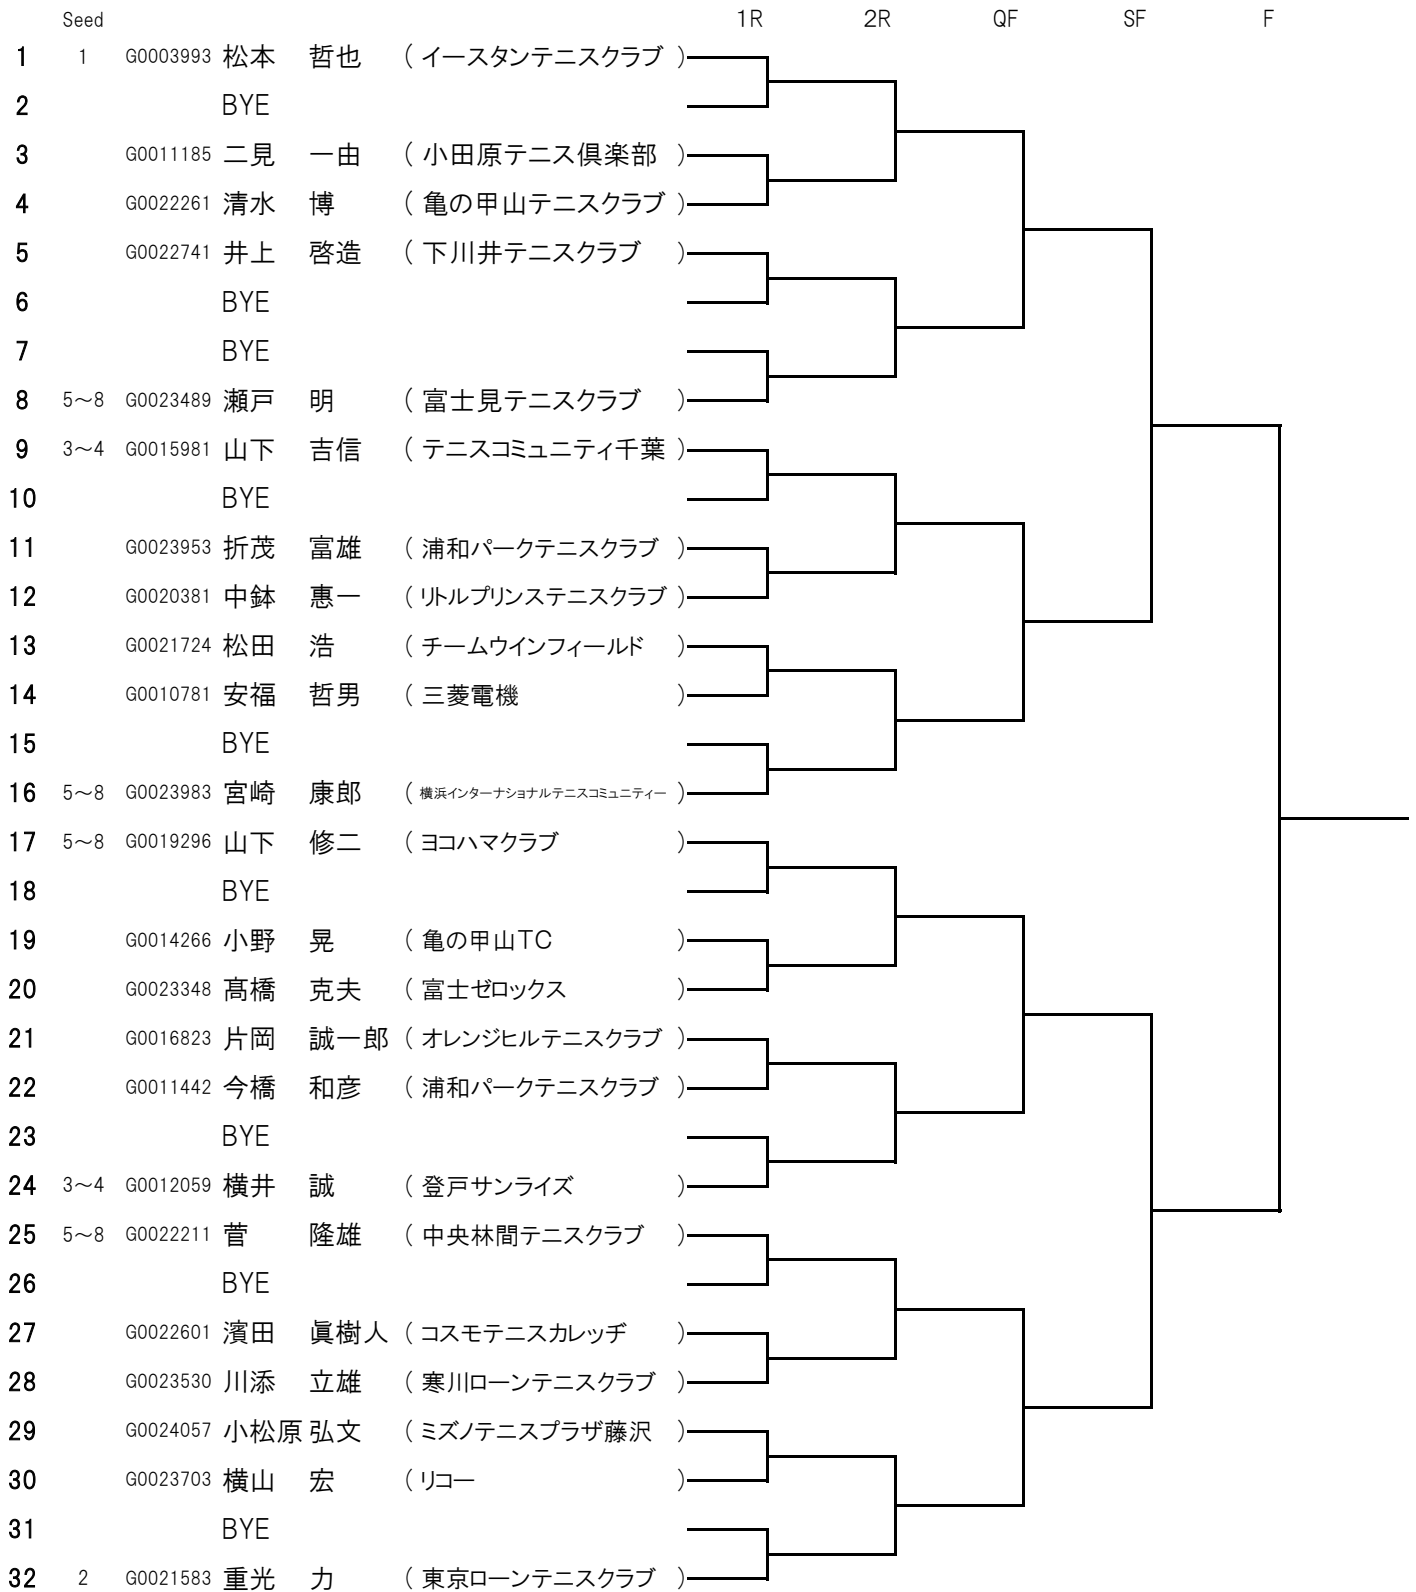 Seed 1R 2R QF SF F
1 1 G0003993 松本 哲也 ( イースタンテニスクラブ )
2 BYE
3 G0011185 二見 一由 ( 小田原テニス倶楽部 )
4 G0022261 清水 博 ( 亀の甲山テニスクラブ )
5 G0022741 井上 啓造 ( 下川井テニスクラブ )
6 BYE
7 BYE
8 5～8 G0023489 瀬戸 明 ( 富士見テニスクラブ )
9 3～4 G0015981 山下 吉信 ( テニスコミュニティ千葉 )
10 BYE
11 G0023953 折茂 富雄 ( 浦和パークテニスクラブ )
12 G0020381 中鉢 惠一 ( リトルプリンステニスクラブ )
13 G0021724 松田 浩 ( チームウインフィールド )
14 G0010781 安福 哲男 ( 三菱電機 )
15 BYE
16 5～8 G0023983 宮崎 康郎 ( 横浜インターナショナルテニスコミュニティー )
17 5～8 G0019296 山下 修二 ( ヨコハマクラブ )
18 BYE
19 G0014266 小野 晃 ( 亀の甲山TC )
20 G0023348 髙橋 克夫 ( 富士ゼロックス )
21 G0016823 片岡 誠一郎 ( オレンジヒルテニスクラブ )
22 G0011442 今橋 和彦 ( 浦和パークテニスクラブ )
23 BYE
24 3～4 G0012059 横井 誠 ( 登戸サンライズ )
25 5～8 G0022211 菅 隆雄 ( 中央林間テニスクラブ )
26 BYE
27 G0022601 濱田 眞樹人 ( コスモテニスカレッヂ )
28 G0023530 川添 立雄 ( 寒川ローンテニスクラブ )
29 G0024057 小松原 弘文 ( ミズノテニスプラザ藤沢 )
30 G0023703 横山 宏 ( リコー )
31 BYE
32 2 G0021583 重光 力 ( 東京ローンテニスクラブ )